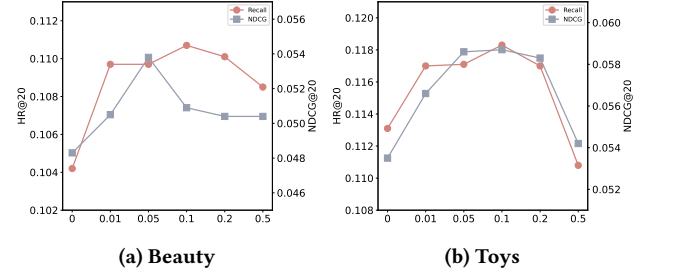 Recall
NDCG
0.112
0.110
0.108
0.106
0.104
0.102
HR@20
0.056
0.054
0.052
0.050
0.048
0.046
NDCG@20
0 0.01 0.05 0.1 0.2 0.5
(a) Beauty
Recall
NDCG
0.120
0.118
0.116
0.114
0.112
0.110
0.108
HR@20
0.060
0.058
0.056
0.054
0.052
NDCG@20
0 0.01 0.05 0.1 0.2 0.5
(b) Toys